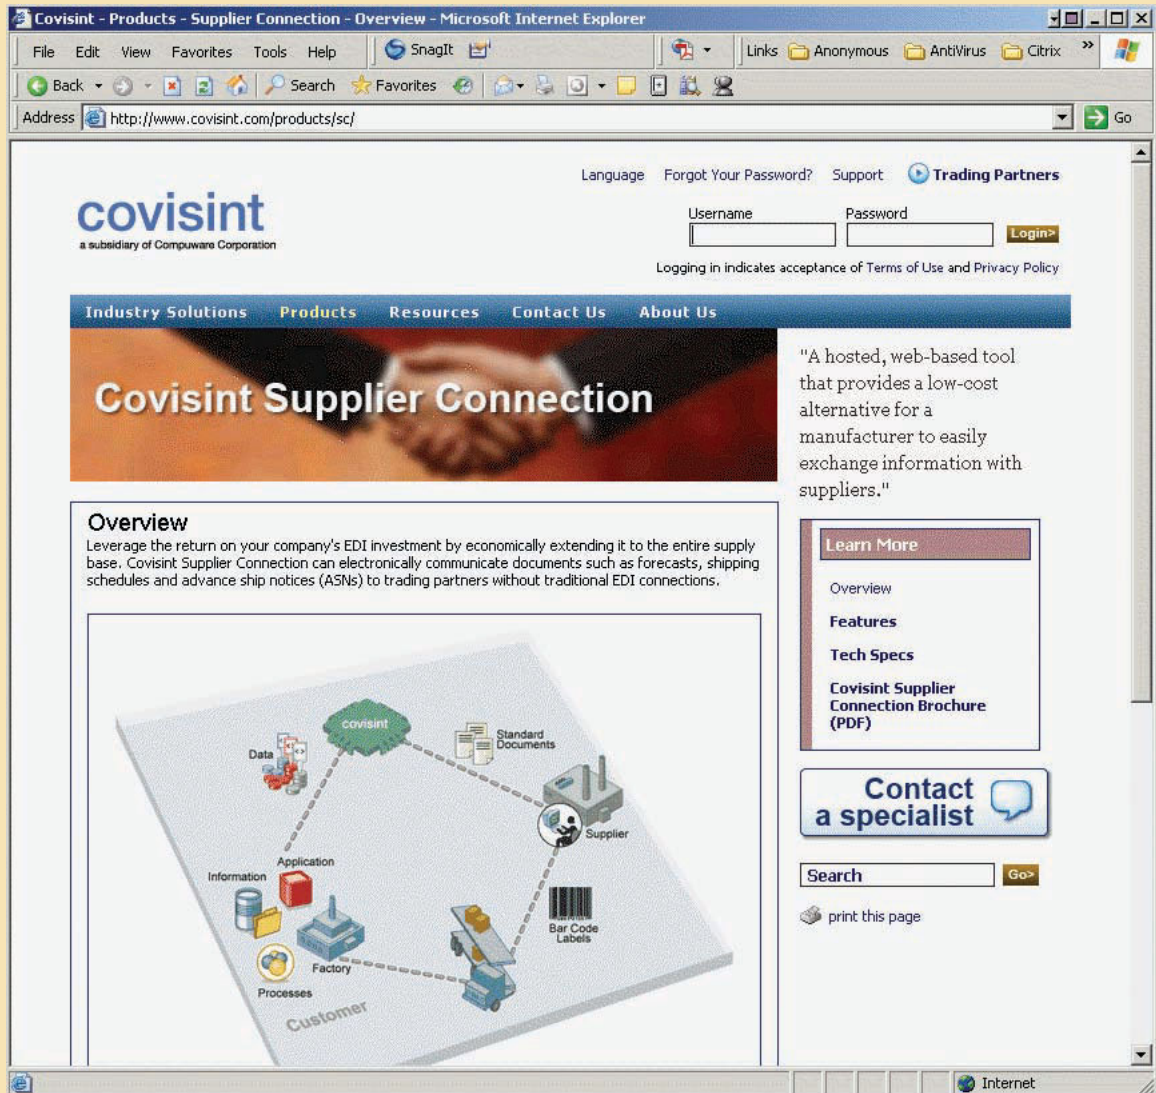 Covisint - Products - Supplier Connection - Overview - Microsoft Internet Explorer
File Edit View Favorites Tools Help SnagIt Links Anonymous AntiVirus Citrix »
Back Search Favorites
Address http://www.covisint.com/products/sc/ Go
Language Forgot Your Password? Support Trading Partners
covisint
a subsidiary of Compuware Corporation
Username Password
Login>
Logging in indicates acceptance of Terms of Use and Privacy Policy
Industry Solutions Products Resources Contact Us About Us
Covisint Supplier Connection
"A hosted, web-based tool
that provides a low-cost
alternative for a
manufacturer to easily
exchange information with
suppliers."
Overview
Leverage the return on your company's EDI investment by economically extending it to the entire supply
base. Covisint Supplier Connection can electronically communicate documents such as forecasts, shipping
schedules and advance ship notices (ASNs) to trading partners without traditional EDI connections.
covisint
Data
Standard
Documents
Supplier
Application
Information
Bar Code
Labels
Factory
Processes
Customer
Learn More
Overview
Features
Tech Specs
Covisint Supplier
Connection Brochure
(PDF)
Contact
a specialist
Search Go>
print this page
Internet